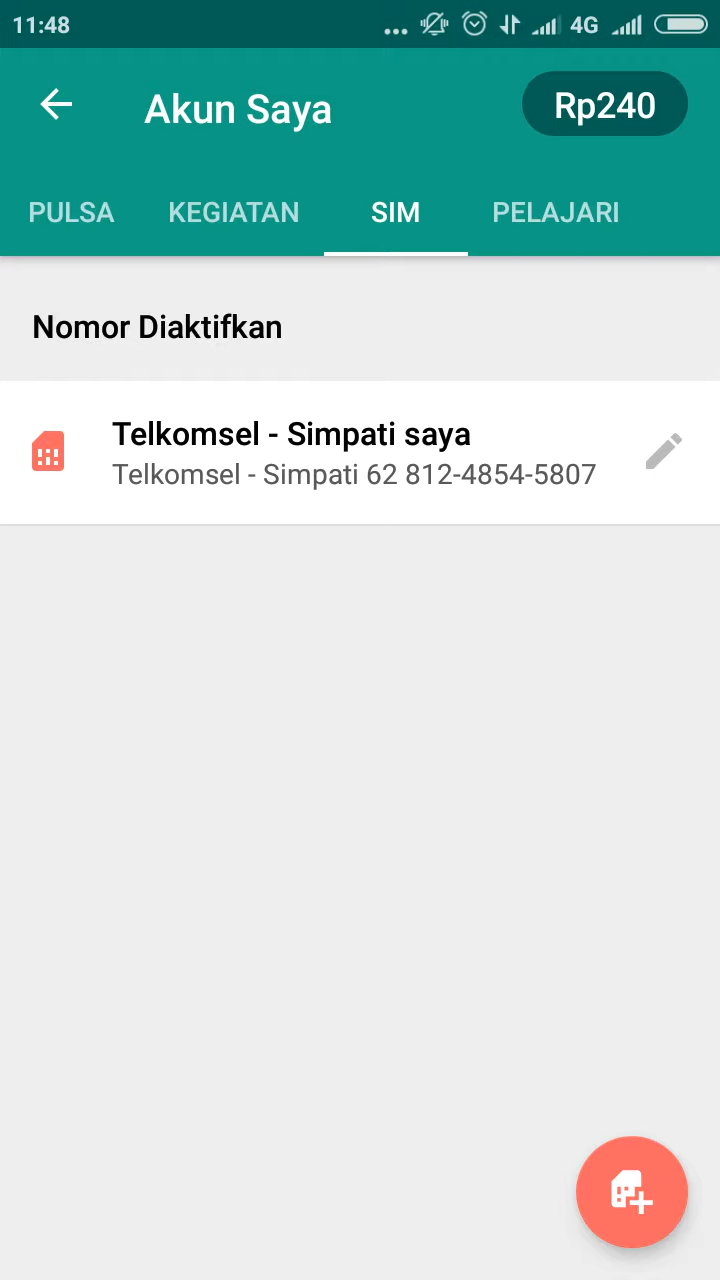 11:48 ... 4G
Akun Saya
Rp240
PULSA KEGIATAN SIM PELAJARI
Nomor Diaktifkan
Telkomsel - Simpati saya
Telkomsel - Simpati 62 812-4854-5807